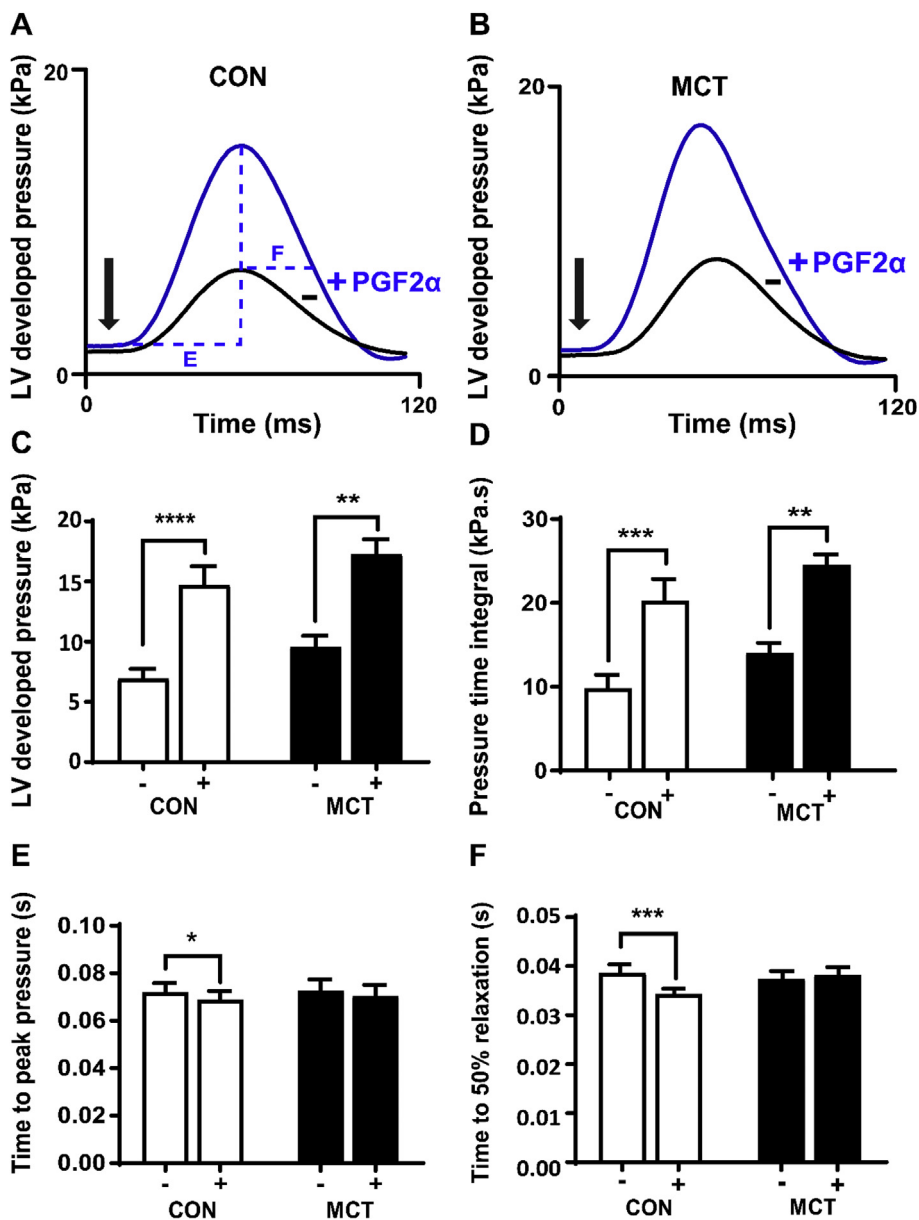 A
LV developed pressure (kPa)
20
0
CON
F
E
+ PGF2α
-
0
120
Time (ms)
B
LV developed pressure (kPa)
20
0
MCT
+ PGF2α
-
0
120
Time (ms)
C
LV developed pressure (kPa)
20
15
10
5
0
****
**
- +
CON
- +
MCT
D
Pressure time integral (kPa.s)
30
20
10
0
***
**
- +
CON
- +
MCT
E
Time to peak pressure (s)
0.10
0.08
0.06
0.04
0.02
0.00
*
- +
CON
- +
MCT
F
Time to 50% relaxation (s)
0.05
0.04
0.03
0.02
0.01
0.00
***
- +
CON
- +
MCT